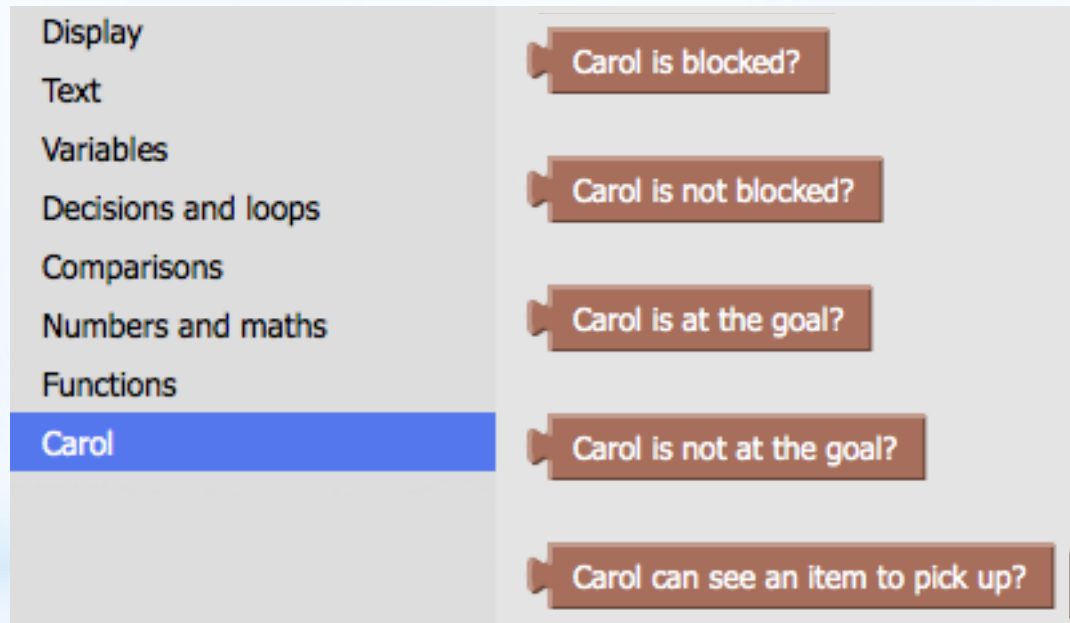 Display
Text
Variables
Decisions and loops
Comparisons
Numbers and maths
Functions
Carol
Carol is blocked?
Carol is not blocked?
Carol is at the goal?
Carol is not at the goal?
Carol can see an item to pick up?